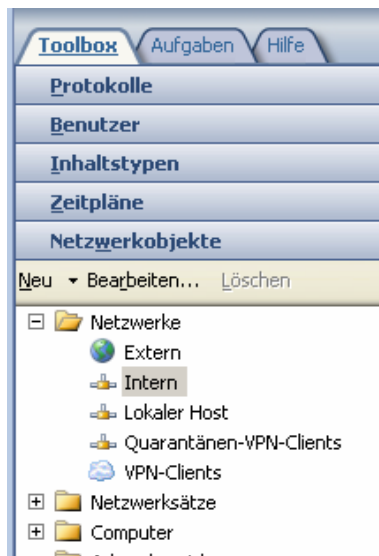 Toolbox Aufgaben Hilfe
Protokolle
Benutzer
Inhaltstypen
Zeitpläne
Netzwerkobjekte
Neu Bearbeiten... Löschen
Netzwerke
Extern
Intern
Lokaler Host
Quarantänen-VPN-Clients
VPN-Clients
Netzwerksätze
Computer